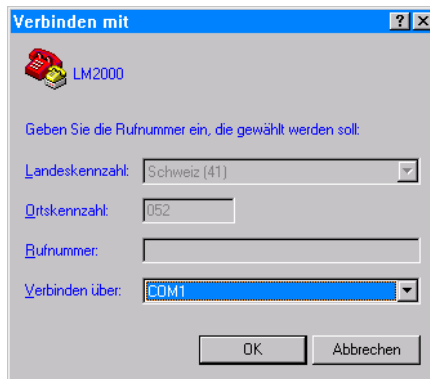 Verbinden mit
LM2000
Geben Sie die Rufnummer ein, die gewählt werden soll:
Landeskennzahl: Schweiz (41)
Ortskennzahl: 052
Rufnummer:
Verbinden über: COM1
OK Abbrechen